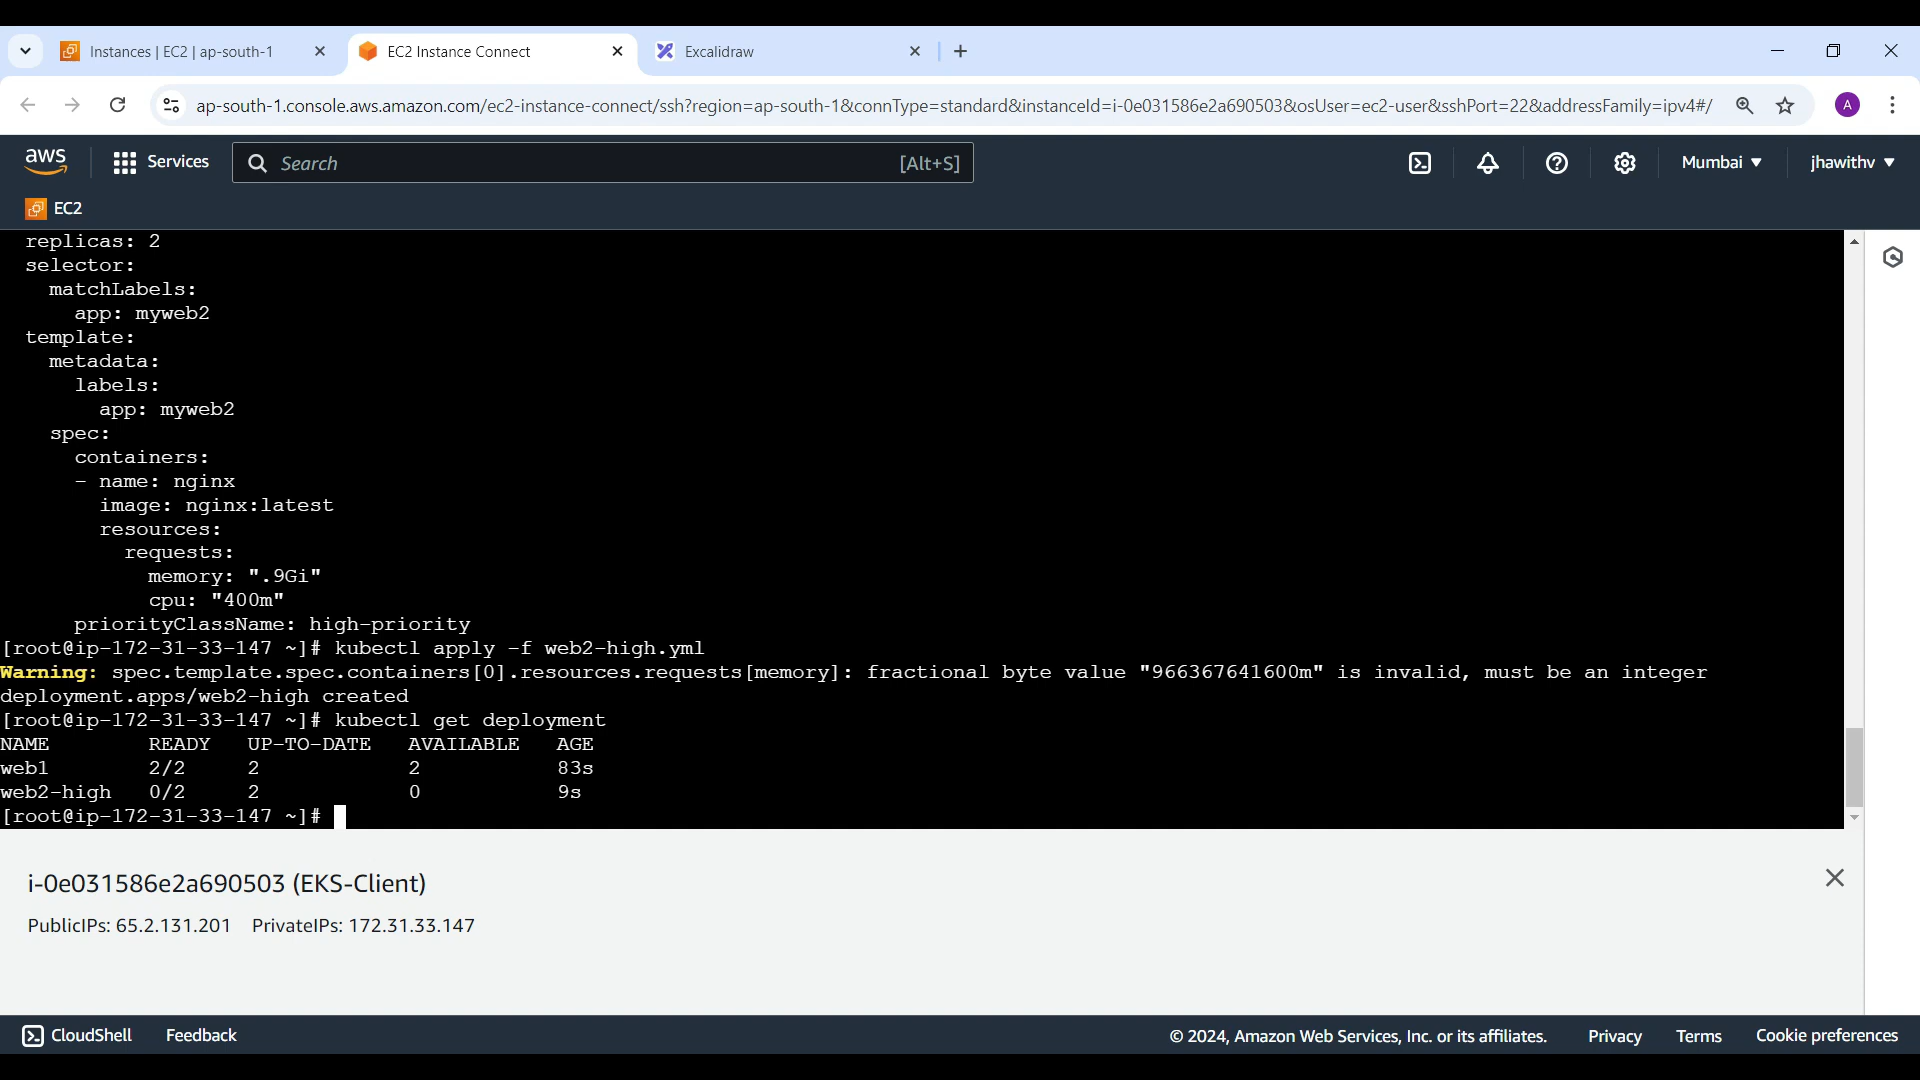 Instances | EC2 | ap-south-1
EC2 Instance Connect
Excalidraw
ap-south-1.console.aws.amazon.com/ec2-instance-connect/ssh?region=ap-south-1&connType=standard&instanceId=i-0e031586e2a690503&osUser=ec2-user&sshPort=22&addressFamily=ipv4#/
A
aws
Services
Search
[Alt+S]
Mumbai
jhawithv
EC2
replicas: 2
selector:
matchLabels:
app: myweb2
template:
metadata:
labels:
app: myweb2
spec:
containers:
- name: nginx
image: nginx:latest
resources:
requests:
memory: ".9Gi"
cpu: "400m"
priorityClassName: high-priority
[root@ip-172-31-33-147 ~]# kubectl apply -f web2-high.yml
Warning: spec.template.spec.containers[0].resources.requests[memory]: fractional byte value "966367641600m" is invalid, must be an integer
deployment.apps/web2-high created
[root@ip-172-31-33-147 ~]# kubectl get deployment
NAME READY UP-TO-DATE AVAILABLE AGE
web1 2/2 2 2 83s
web2-high 0/2 2 0 9s
[root@ip-172-31-33-147 ~]#
i-0e031586e2a690503 (EKS-Client)
PublicIPs: 65.2.131.201 PrivateIPs: 172.31.33.147
CloudShell
Feedback
© 2024, Amazon Web Services, Inc. or its affiliates.
Privacy
Terms
Cookie preferences